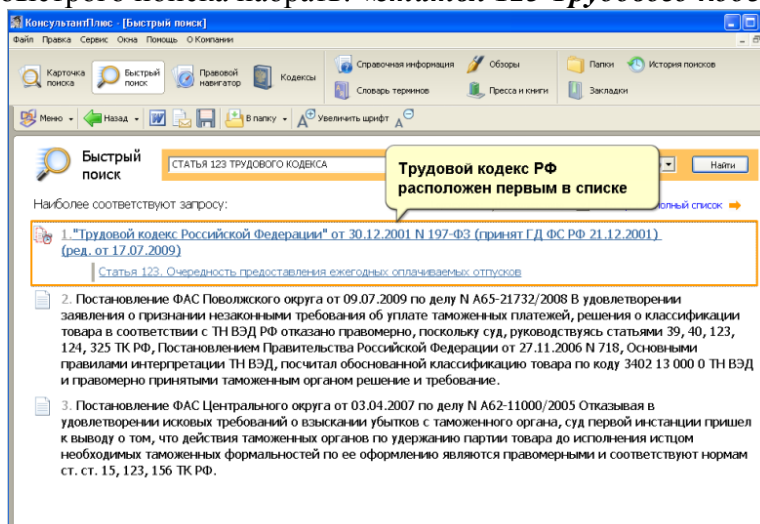 быстрого поиска набрать: «статья 123 Трудового коде
КонсультантПлюс - [Быстрый поиск]
Файл Правка Сервис Окна Помощь О Компании
Карточка поиска Быстрый поиск Правовой навигатор Кодексы Справочная информация Обзоры Папки История поисков
Словарь терминов Пресса и книги Закладки
Меню Назад В папку Увеличить шрифт
Быстрый поиск СТАТЬЯ 123 ТРУДОВОГО КОДЕКСА Найти
Трудовой кодекс РФ
расположен первым в списке
Наиболее соответствуют запросу: полный список
1."Трудовой кодекс Российской Федерации" от 30.12.2001 N 197-ФЗ (принят ГД ФС РФ 21.12.2001)
(ред. от 17.07.2009)
Статья 123. Очередность предоставления ежегодных оплачиваемых отпусков
2. Постановление ФАС Поволжского округа от 09.07.2009 по делу N А65-21732/2008 В удовлетворении
заявления о признании незаконными требования об уплате таможенных платежей, решения о классификации
товара в соответствии с ТН ВЭД РФ отказано правомерно, поскольку суд, руководствуясь статьями 39, 40, 123,
124, 325 ТК РФ, Постановлением Правительства Российской Федерации от 27.11.2006 N 718, Основными
правилами интерпретации ТН ВЭД, посчитал обоснованной классификацию товара по коду 3402 13 000 0 ТН ВЭД
и правомерно принятыми таможенным органом решение и требование.
3. Постановление ФАС Центрального округа от 03.04.2007 по делу N А62-11000/2005 Отказывая в
удовлетворении исковых требований о взыскании убытков с таможенного органа, суд первой инстанции пришел
к выводу о том, что действия таможенных органов по удержанию партии товара до исполнения истцом
необходимых таможенных формальностей по ее оформлению являются правомерными и соответствуют нормам
ст. ст. 15, 123, 156 ТК РФ.